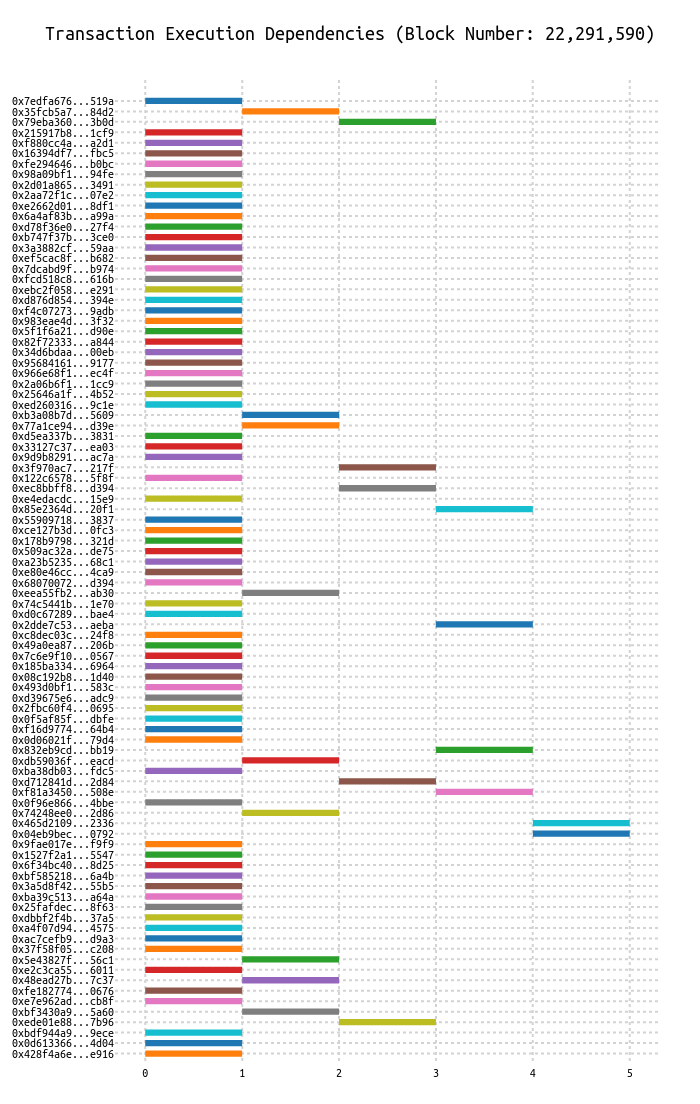 Transaction Execution Dependencies (Block Number: 22,291,590)
0x7edfa676...519a
0x35fcb5a7...84d2
0x79eba360...3b0d
0x215917b8...1cf9
0xf880cc4a...a2d1
0x16394df7...fbc5
0xfe294646...b0bc
0x98a09bf1...94fe
0x2d01a865...3491
0x2aa72f1c...07e2
0xe2662d01...8df1
0x6a4af83b...a99a
0xd78f36e0...27f4
0xb747f37b...3ce0
0x3a3882cf...59aa
0xef5cac8f...b682
0x7dcabd9f...b974
0xfcd518c8...616b
0xebc2f058...e291
0xd876d854...394e
0xf4c07273...9adb
0x983eae4d...3f32
0x5f1f6a21...d90e
0x82f72333...a844
0x34d6bdaa...00eb
0x95684161...9177
0x966e68f1...ec4f
0x2a06b6f1...1cc9
0x25646a1f...4b52
0xed260316...9c1e
0xb3a08b7d...5609
0x77a1ce94...d39e
0xd5ea337b...3831
0x33127c37...ea03
0x9d9b8291...ac7a
0x3f970ac7...217f
0x122c6578...5f8f
0xec8bbff8...d394
0xe4edacdc...15e9
0x85e2364d...20f1
0x55909718...3837
0xce127b3d...0fc3
0x178b9798...321d
0x509ac32a...de75
0xa23b5235...68c1
0xe80e46cc...4ca9
0x68070072...d394
0xeea55fb2...ab30
0x74c5441b...1e70
0xd0c67289...bae4
0x2dde7c53...aeba
0xc8dec03c...24f8
0x49a0ea87...206b
0x7c6e9f10...0567
0x185ba334...6964
0x08c192b8...1d40
0x493d0bf1...583c
0xd39675e6...adc9
0x2fbc60f4...0695
0x0f5af85f...dbfe
0xf16d9774...64b4
0x0d06021f...79d4
0x832eb9cd...bb19
0xdb59036f...eacd
0xba38db03...fdc5
0xd712841d...2d84
0xf81a3450...508e
0x0f96e866...4bbe
0x74248ee0...2d86
0x465d2109...2336
0x04eb9bec...0792
0x9fae017e...f9f9
0x1527f2a1...5547
0x6f34bc40...8d25
0xbf585218...6a4b
0x3a5d8f42...55b5
0xba39c513...a64a
0x25fafdec...8f63
0xdbbf2f4b...37a5
0xa4f07d94...4575
0xac7cefb9...d9a3
0x37f58f05...c208
0x5e43827f...56c1
0xe2c3ca55...6011
0x48ead27b...7c37
0xfe182774...0676
0xe7e962ad...cb8f
0xbf3430a9...5a60
0xede01e88...7b96
0xbdf944a9...9ece
0x0d613366...4d04
0x428f4a6e...e916
0 1 2 3 4 5